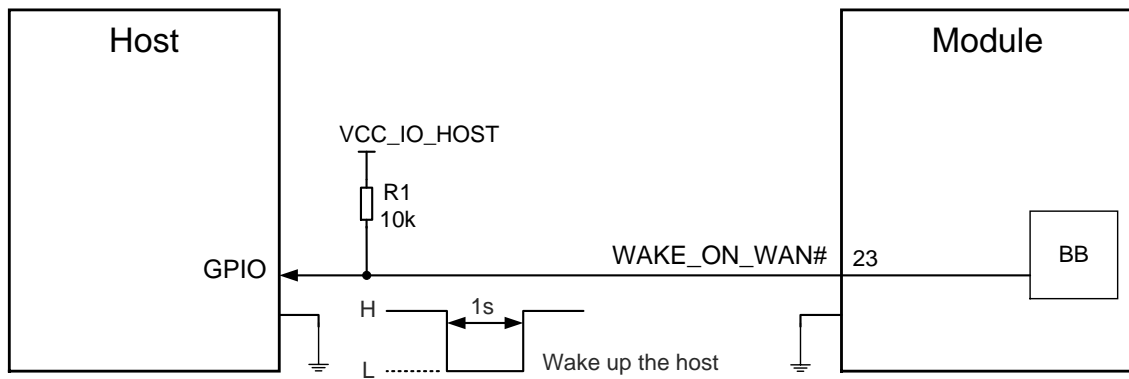 Host
Module
VCC_IO_HOST
R1
10k
GPIO
WAKE_ON_WAN#
23
BB
H
1s
L
Wake up the host